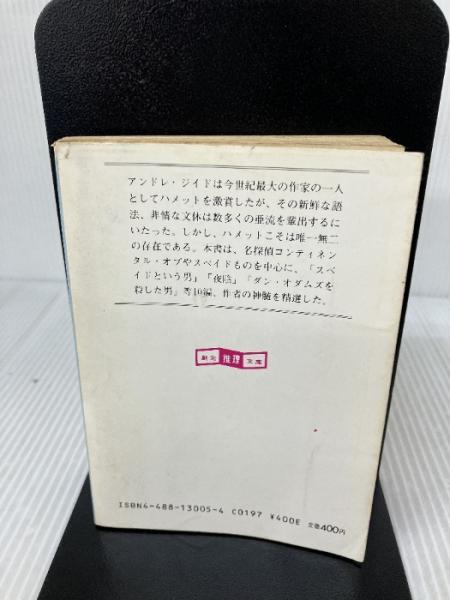 アンドレ・ジイドは今世紀最大の作家の一人
としてハメットを激賞したが、その新鮮な話
法、非情な文体は数多くの亜流を輩出するに
いたった。しかし、ハメットこそは唯一無二
の存在である。本書は、名探偵コンティネン
タル・オプやスペイドものを中心に、「スペ
イドという男」「夜陰」「ダン・オダムズを
殺した男」等10編、作者の神髄を精選した。
創元 推理 文庫
ISBN4-488-13005-4 C0197 ¥400E 定価400円